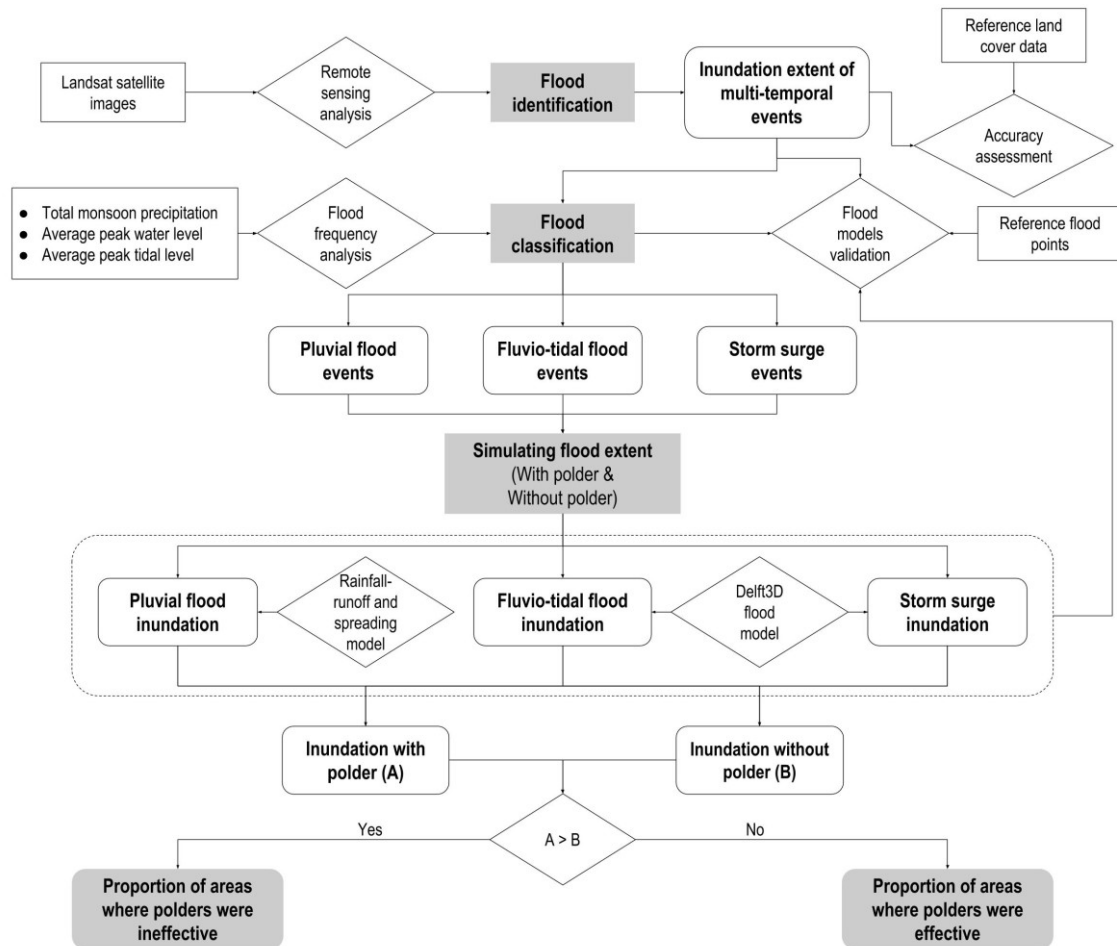 Reference land
cover data
Landsat satellite
images
Remote
sensing
analysis
Flood
identification
Inundation extent of
multi-temporal
events
Accuracy
assessment
● Total monsoon precipitation
● Average peak water level
● Average peak tidal level
Flood
frequency
analysis
Flood
classification
Flood
models
validation
Reference flood
points
Pluvial flood
events
Fluvio-tidal flood
events
Storm surge
events
Simulating flood extent
(With polder &
Without polder)
Pluvial flood
inundation
Rainfall-
runoff and
spreading
model
Fluvio-tidal flood
inundation
Delft3D
flood
model
Storm surge
inundation
Inundation with
polder (A)
Inundation without
polder (B)
Yes
A > B
No
Proportion of areas
where polders were
ineffective
Proportion of areas
where polders were
effective